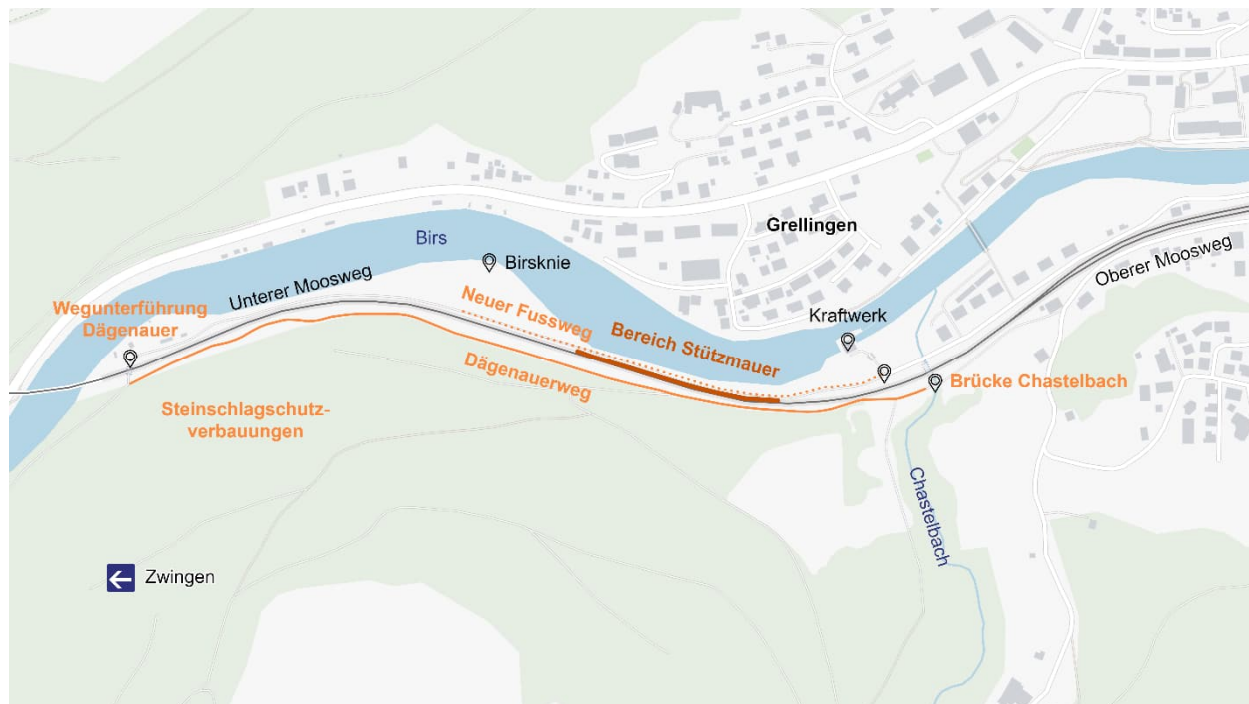 Grellingen
Birs
Oberer Moosweg
Birsknie
Unterer Moosweg
Wegunterführung
Dägenauer
Neuer Fussweg
Kraftwerk
Bereich Stützmauer
Dägenauerweg
Brücke Chastelbach
Steinschlagschutz-
verbauungen
Chastelbach
Zwingen